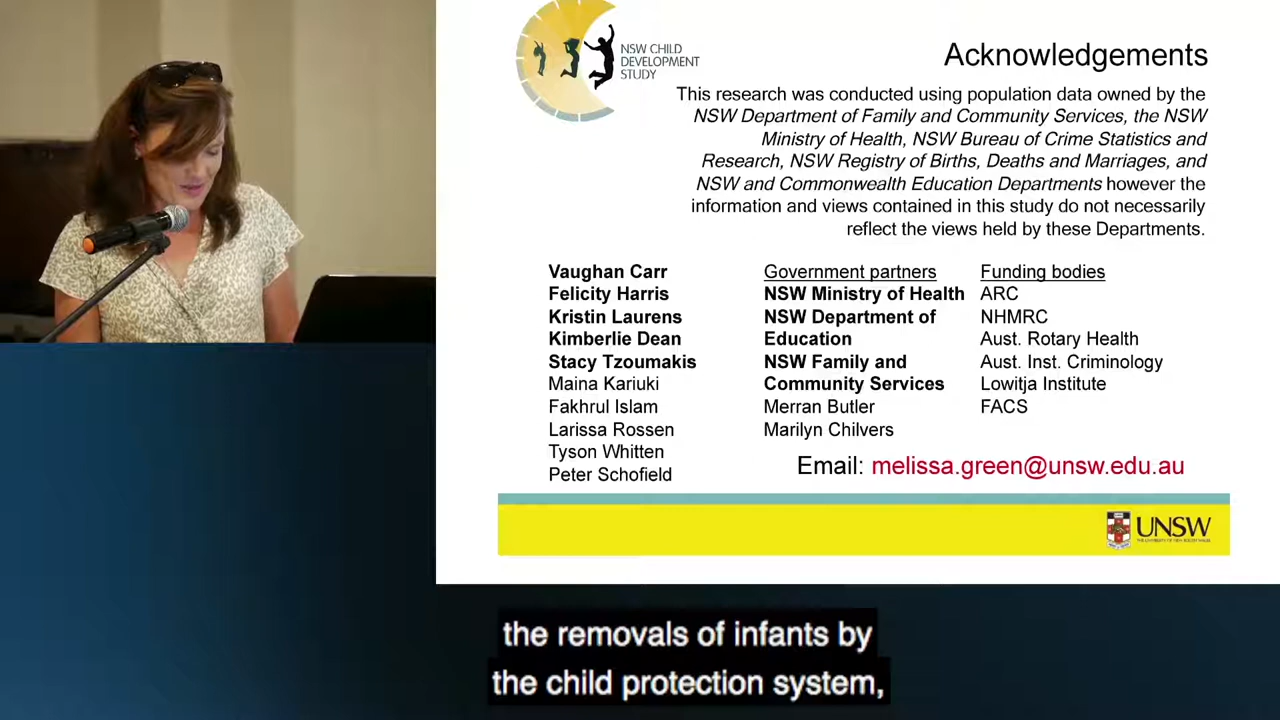 NSW CHILD
DEVELOPMENT
STUDY
Acknowledgements
This research was conducted using population data owned by the
NSW Department of Family and Community Services, the NSW
Ministry of Health, NSW Bureau of Crime Statistics and
Research, NSW Registry of Births, Deaths and Marriages, and
NSW and Commonwealth Education Departments however the
information and views contained in this study do not necessarily
reflect the views held by these Departments.
Vaughan Carr
Felicity Harris
Kristin Laurens
Kimberlie Dean
Stacy Tzoumakis
Maina Kariuki
Fakhrul Islam
Larissa Rossen
Tyson Whitten
Peter Schofield
Government partners
NSW Ministry of Health
NSW Department of
Education
NSW Family and
Community Services
Merran Butler
Marilyn Chilvers
Funding bodies
ARC
NHMRC
Aust. Rotary Health
Aust. Inst. Criminology
Lowitja Institute
FACS
Email: melissa.green@unsw.edu.au
UNSW
the removals of infants by
the child protection system,